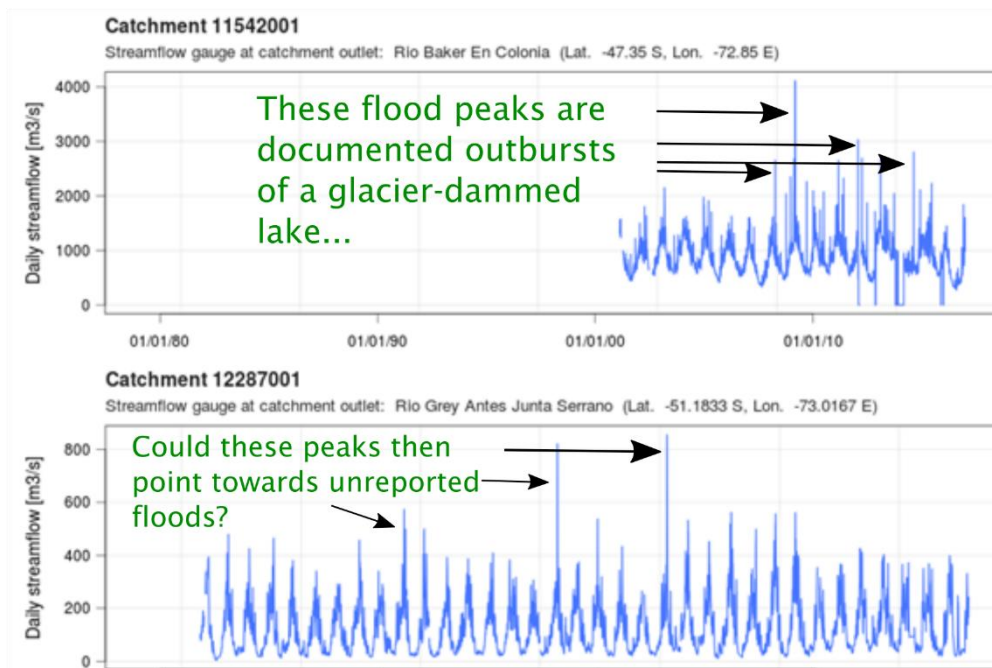 Catchment 11542001
Streamflow gauge at catchment outlet: Rio Baker En Colonia (Lat. -47.35 S, Lon. -72.85 E)
Daily streamflow [m3/s]
4000
3000
2000
1000
0
These flood peaks are
documented outbursts
of a glacier-dammed
lake...
01/01/80
01/01/90
01/01/00
01/01/10
Catchment 12287001
Streamflow gauge at catchment outlet: Rio Grey Antes Junta Serrano (Lat. -51.1833 S, Lon. -73.0167 E)
Daily streamflow [m3/s]
800
600
400
200
0
Could these peaks then
point towards unreported
floods?